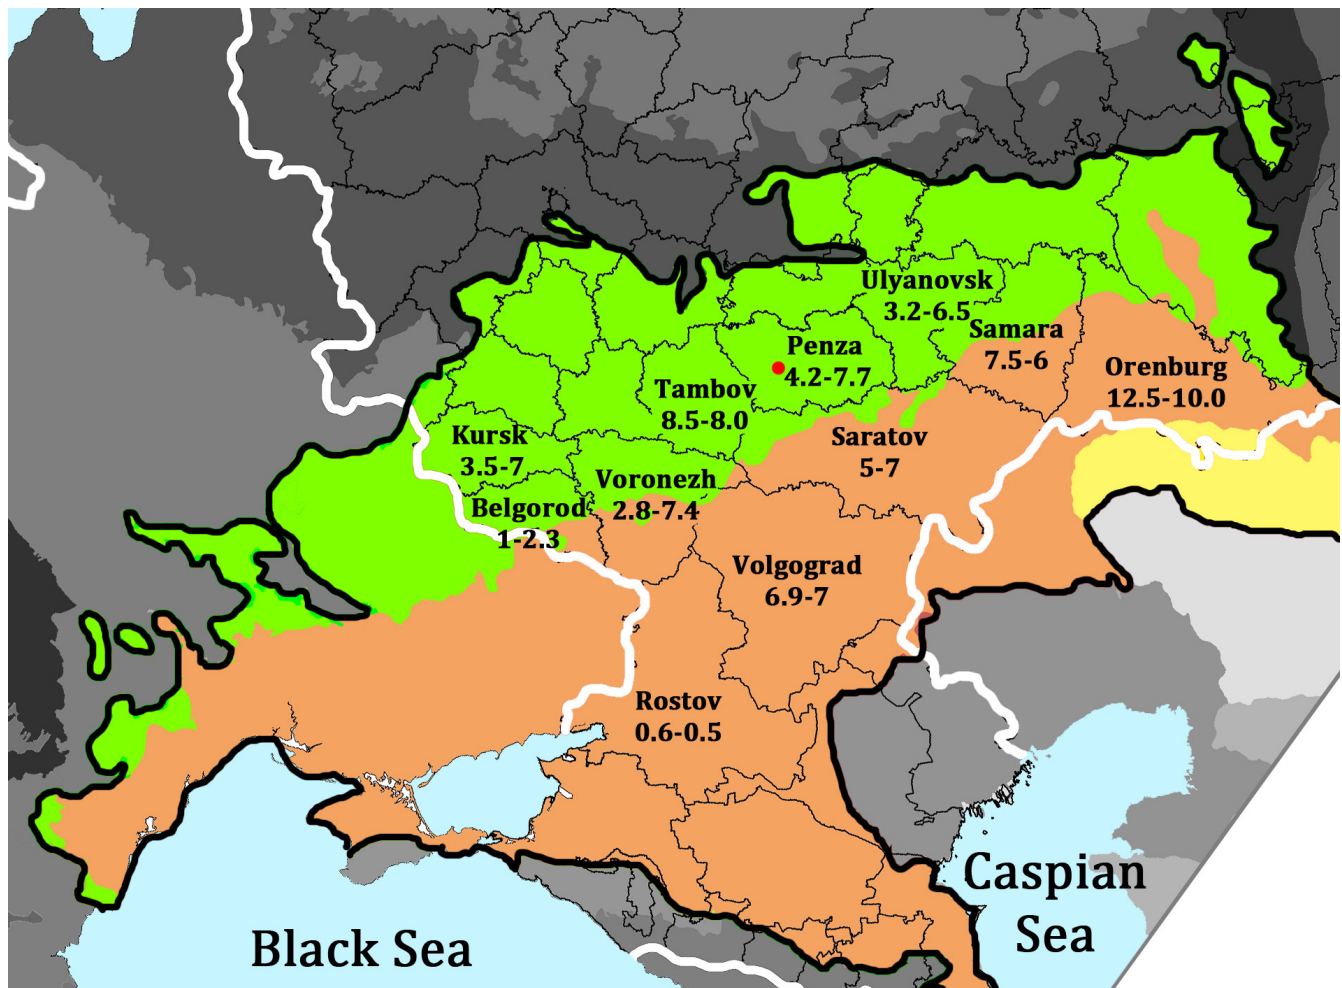 Ulyanovsk
3.2-6.5
Samara
7.5-6
Penza
4.2-7.7
Orenburg
12.5-10.0
Tambov
8.5-8.0
Kursk
3.5-7
Saratov
5-7
Voronezh
2.8-7.4
Belgorod
1-2.3
Volgograd
6.9-7
Rostov
0.6-0.5
Caspian
Sea
Black Sea